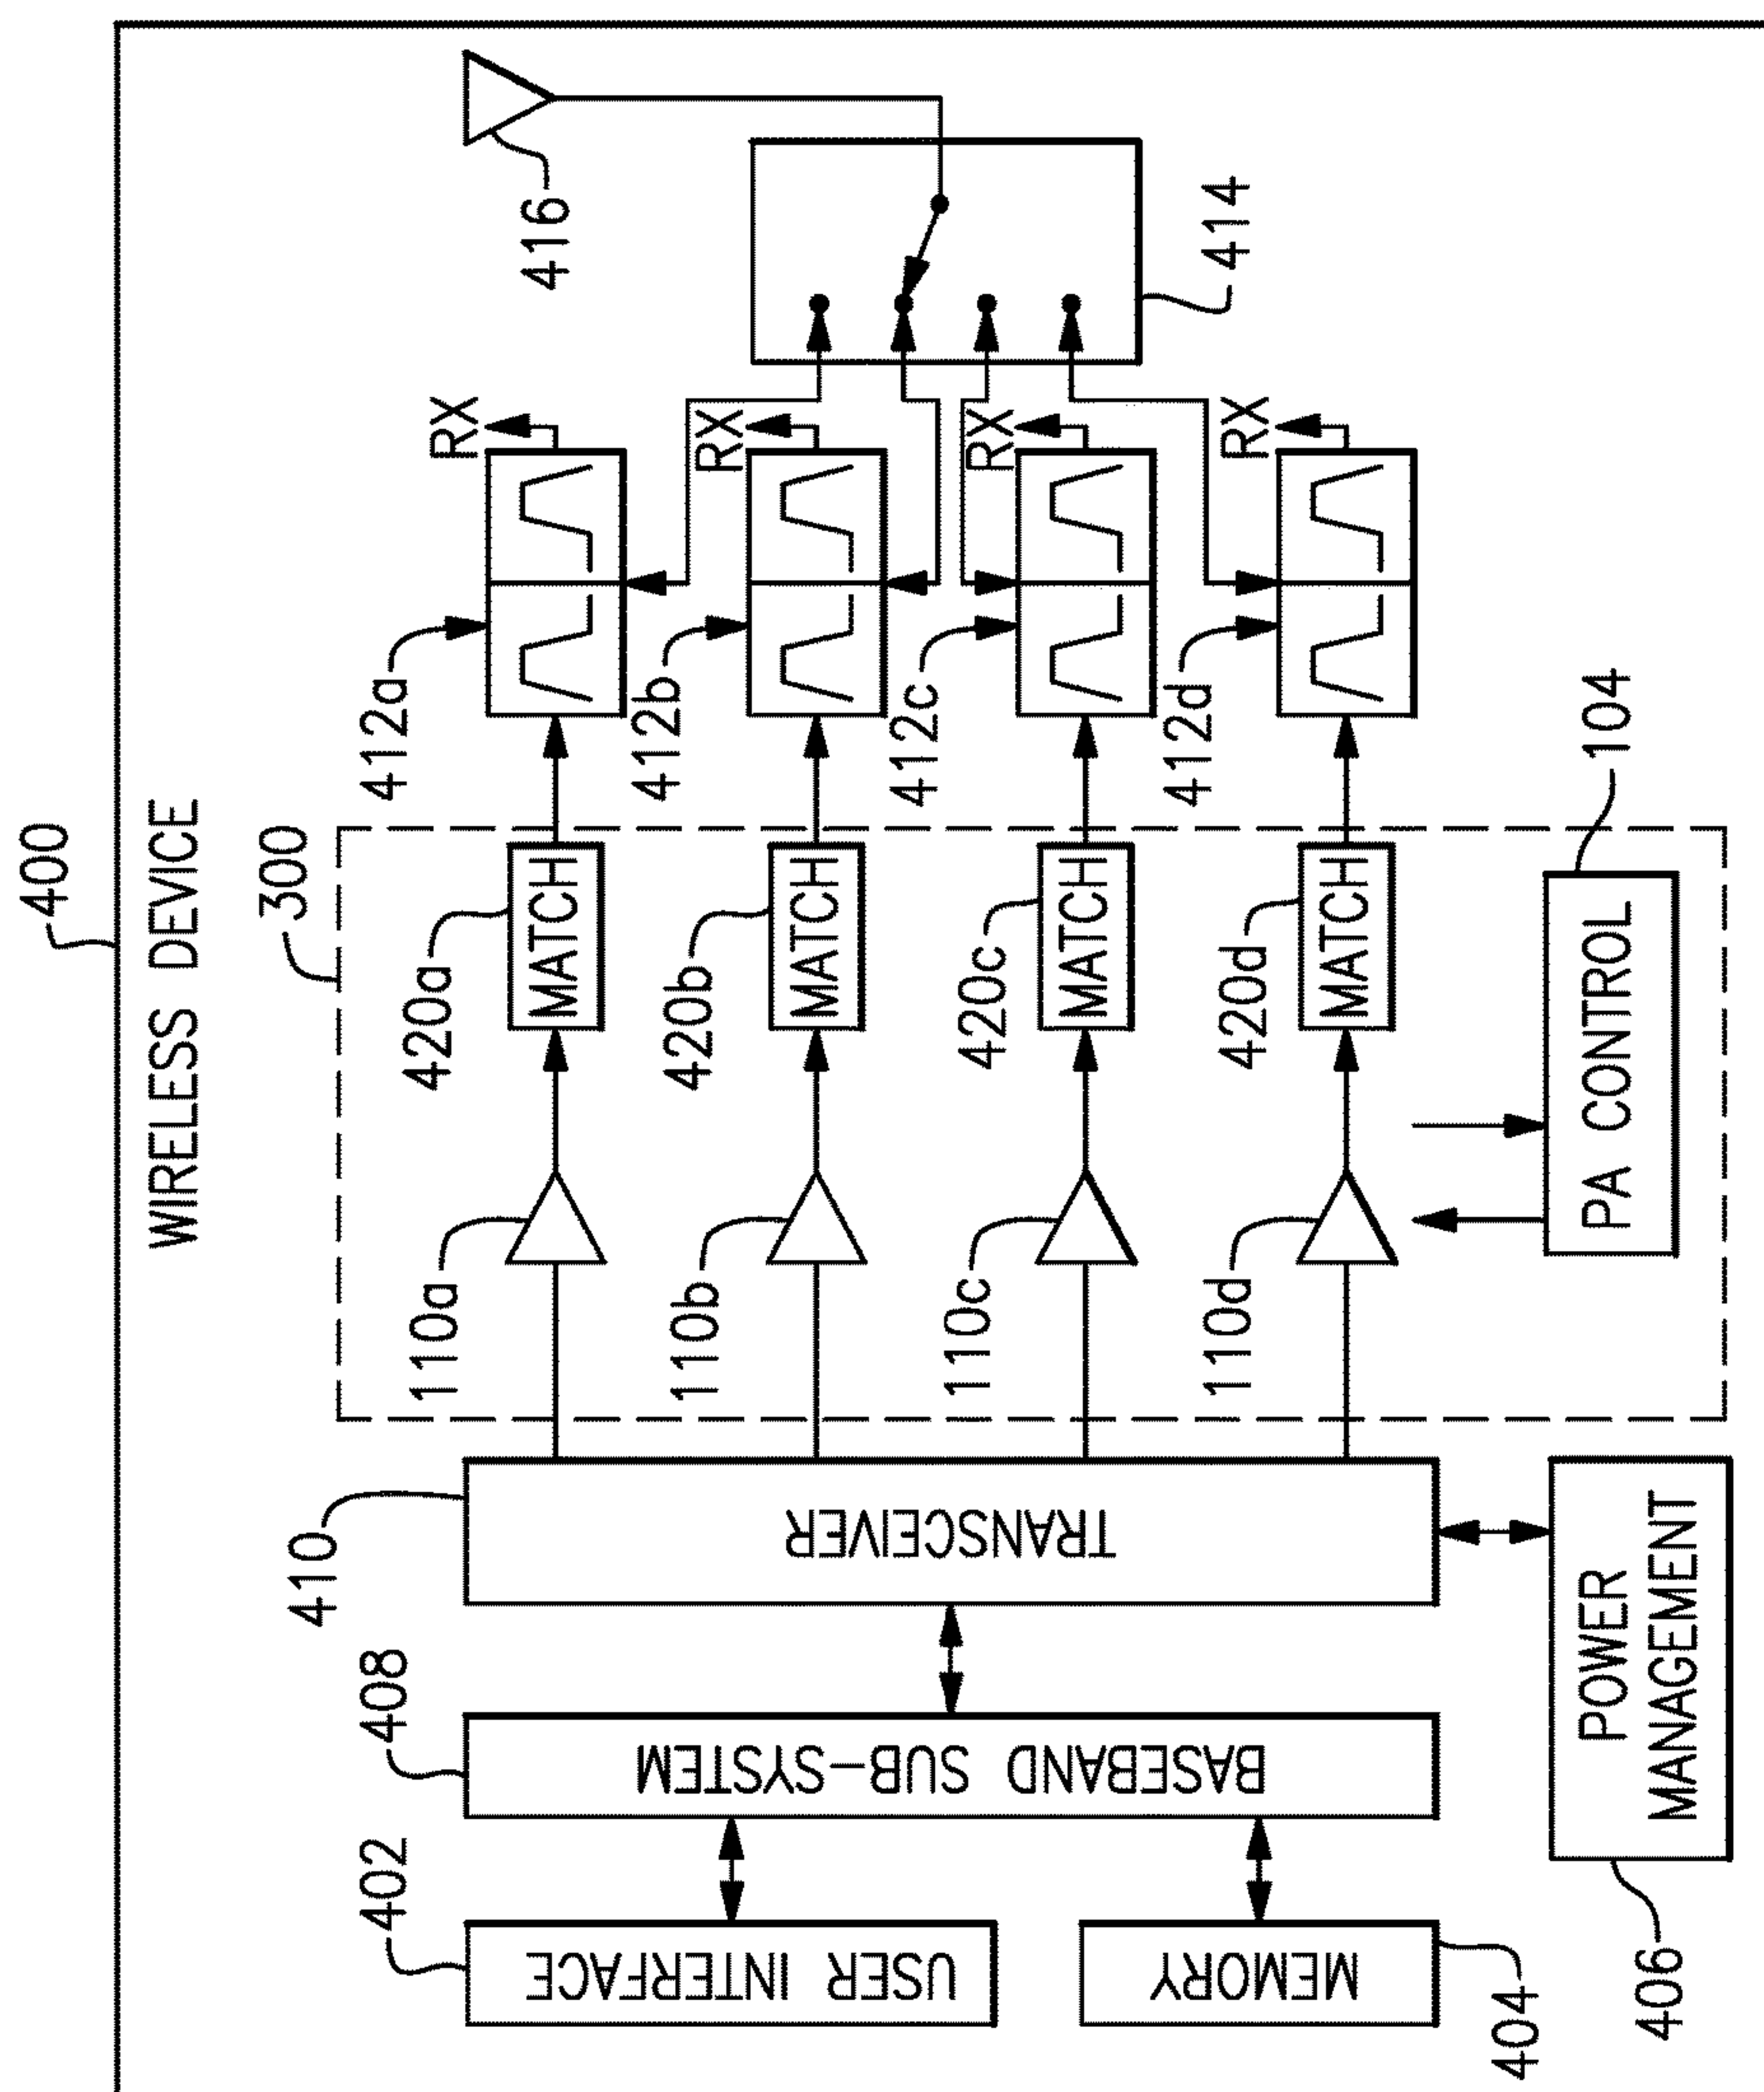 400
WIRELESS DEVICE
300
416
414
RX
RX
RX
RX
412a
412b
412c
412d
420a
MATCH
420b
MATCH
420c
MATCH
420d
MATCH
104
PA CONTROL
110a
110b
110c
110d
410
TRANSCEIVER
408
BASEBAND SUB-SYSTEM
402
USER INTERFACE
MEMORY
404
POWER
MANAGEMENT
406